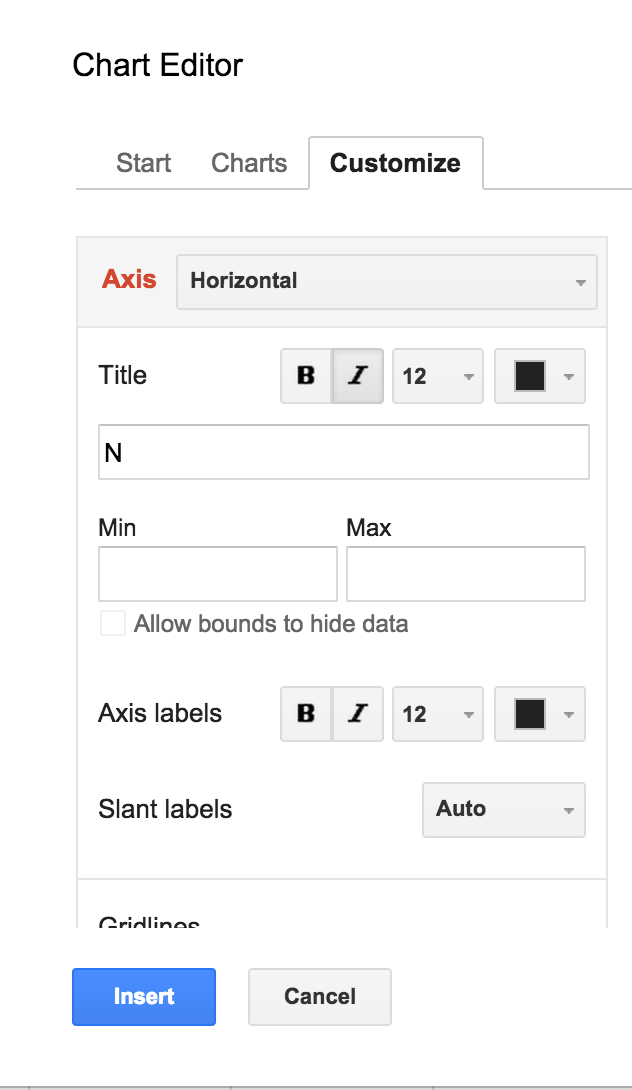 Chart Editor
Start Charts Customize
Axis Horizontal
Title B I 12
N
Min Max
Allow bounds to hide data
Axis labels B I 12
Slant labels Auto
Gridlines
Insert Cancel